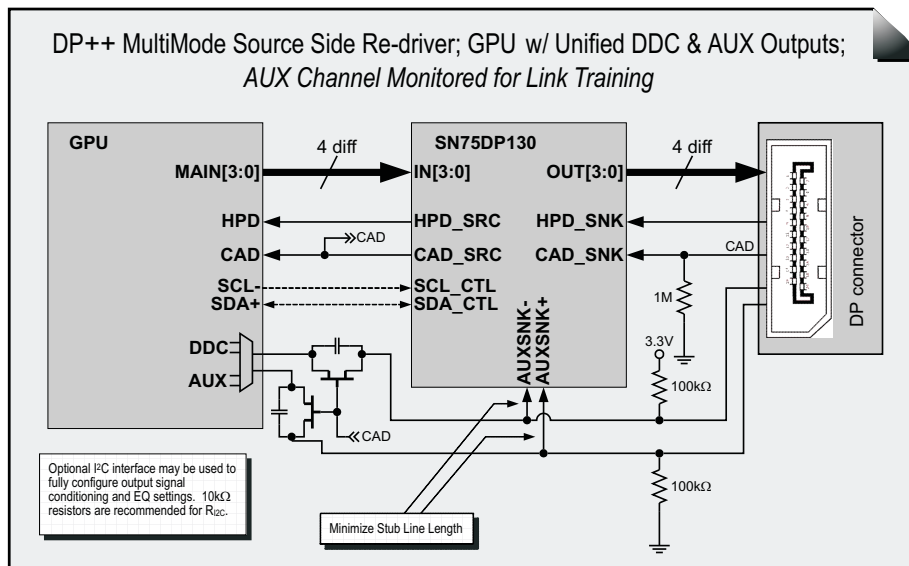 DP++ MultiMode Source Side Re-driver; GPU w/ Unified DDC & AUX Outputs;
AUX Channel Monitored for Link Training
GPU
SN75DP130
MAIN[3:0]
4 diff
IN[3:0]
OUT[3:0]
4 diff
HPD
HPD_SRC
HPD_SNK
CAD
CAD
CAD_SRC
CAD_SNK
CAD
SCL-
SCL_CTL
SDA+
SDA_CTL
1M
DP connector
AUXSNK-
AUXSNK+
3.3V
DDC
AUX
100kΩ
CAD
100kΩ
Optional I²C interface may be used to
fully configure output signal
conditioning and EQ settings. 10kΩ
resistors are recommended for RI2C.
Minimize Stub Line Length